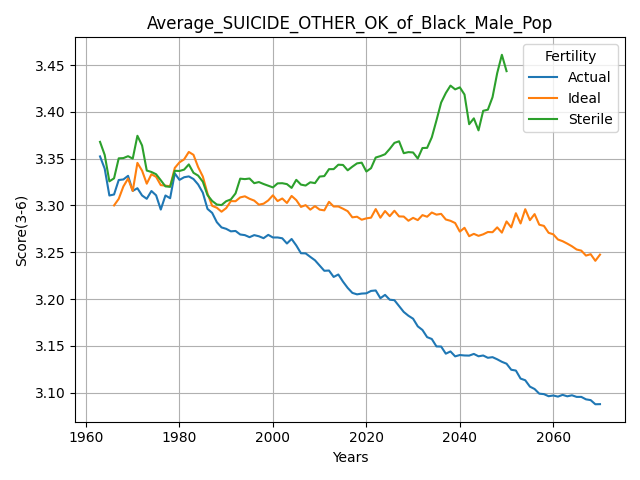 Average_SUICIDE_OTHER_OK_of_Black_Male_Pop
Fertility
Actual
Ideal
Sterile
Score(3-6)
3.45
3.40
3.35
3.30
3.25
3.20
3.15
3.10
1960
1980
2000
2020
2040
2060
Years